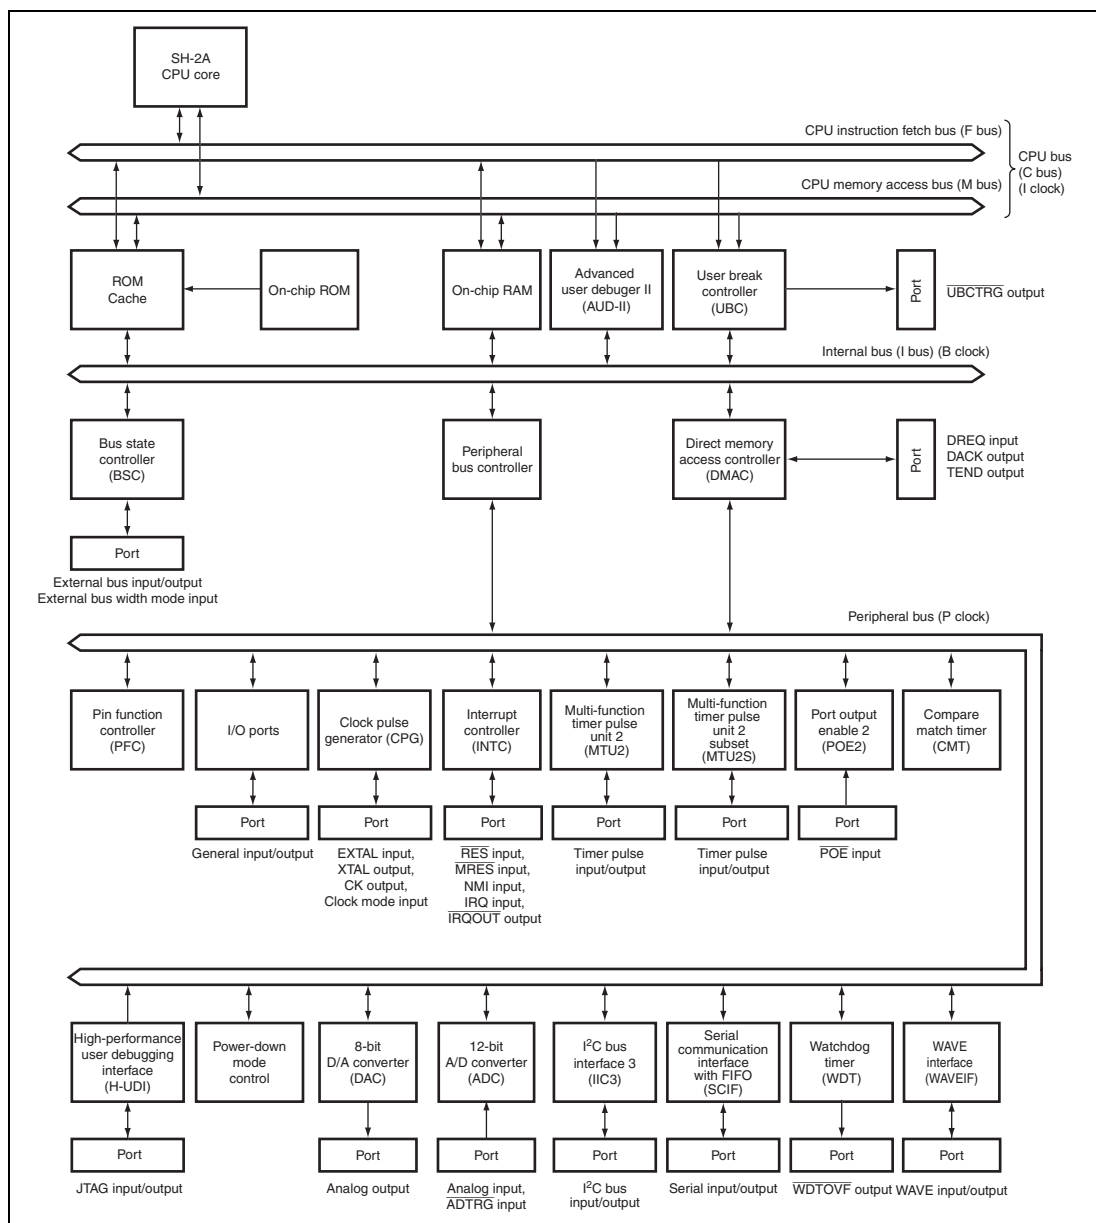 SH-2A
CPU core
CPU instruction fetch bus (F bus)
CPU memory access bus (M bus)
CPU bus
(C bus)
(I clock)
ROM
Cache
On-chip ROM
On-chip RAM
Advanced
user debuger II
(AUD-II)
User break
controller
(UBC)
Port
UBCTRG output
Internal bus (I bus) (B clock)
Bus state
controller
(BSC)
Peripheral
bus controller
Direct memory
access controller
(DMAC)
Port
DREQ input
DACK output
TEND output
Port
External bus input/output
External bus width mode input
Peripheral bus (P clock)
Pin function
controller
(PFC)
I/O ports
Clock pulse
generator (CPG)
Interrupt
controller
(INTC)
Multi-function
timer pulse
unit 2
(MTU2)
Multi-function
timer pulse
unit 2
subset
(MTU2S)
Port output
enable 2
(POE2)
Compare
match timer
(CMT)
Port
General input/output
Port
EXTAL input,
XTAL output,
CK output,
Clock mode input
Port
RES input,
MRES input,
NMI input,
IRQ input,
IRQOUT output
Port
Timer pulse
input/output
Port
Timer pulse
input/output
Port
POE input
High-performance
user debugging
interface
(H-UDI)
Power-down
mode
control
8-bit
D/A converter
(DAC)
12-bit
A/D converter
(ADC)
I²C bus
interface 3
(IIC3)
Serial
communication
interface
with FIFO
(SCIF)
Watchdog
timer
(WDT)
WAVE
interface
(WAVEIF)
Port
JTAG input/output
Port
Analog output
Port
Analog input,
ADTRG input
Port
I²C bus
input/output
Port
Serial input/output
Port
WDTOVF output
Port
WAVE input/output